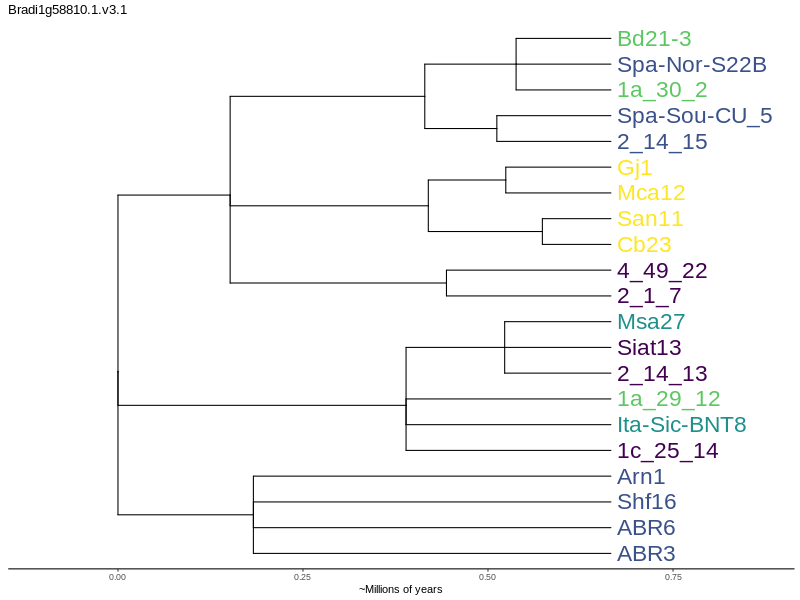 Bradi1g58810.1.v3.1
Bd21-3
Spa-Nor-S22B
1a_30_2
Spa-Sou-CU_5
2_14_15
Gj1
Mca12
San11
Cb23
4_49_22
2_1_7
Msa27
Siat13
2_14_13
1a_29_12
Ita-Sic-BNT8
1c_25_14
Arn1
Shf16
ABR6
ABR3
0.00 0.25 0.50 0.75
~Millions of years